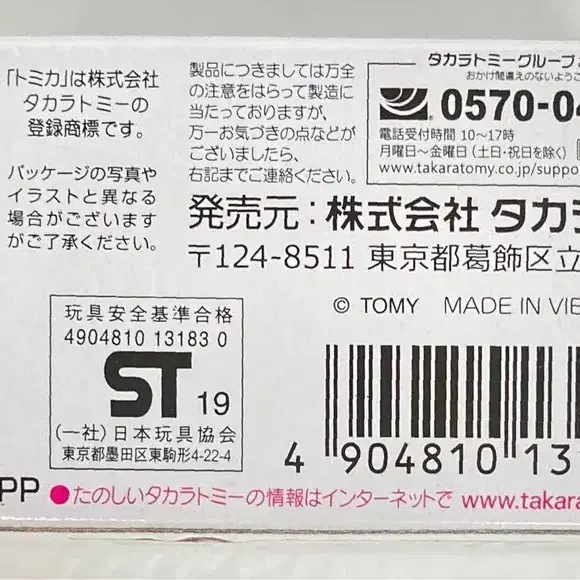 「トミカ」は株式会社
タカラトミーの
登録商標です。
パッケージの写真や
イラストと異なる
場合がございます
がご了承ください。
製品につきましては万全
の注意をはらって製造に
当たっておりますが、
万一お気づきの点などが
ございましたら、
右記までご連絡ください。
タカラトミーグループ
おかけ間違えのないよう
0570-0
電話受付時間 10〜17時
月曜日〜金曜日(土・日・祝日を除く)
www.takaratomy.co.jp/suppo
発売元:株式会社 タカ
〒124-8511 東京都葛飾区立
© TOMY MADE IN VIE
玩具安全基準合格
4904810 13183 0
ST 19
(一社)日本玩具協会
東京都墨田区東駒形4-22-4
4 904810 13
PP ●たのしいタカラトミーの情報はインターネットで www.takara